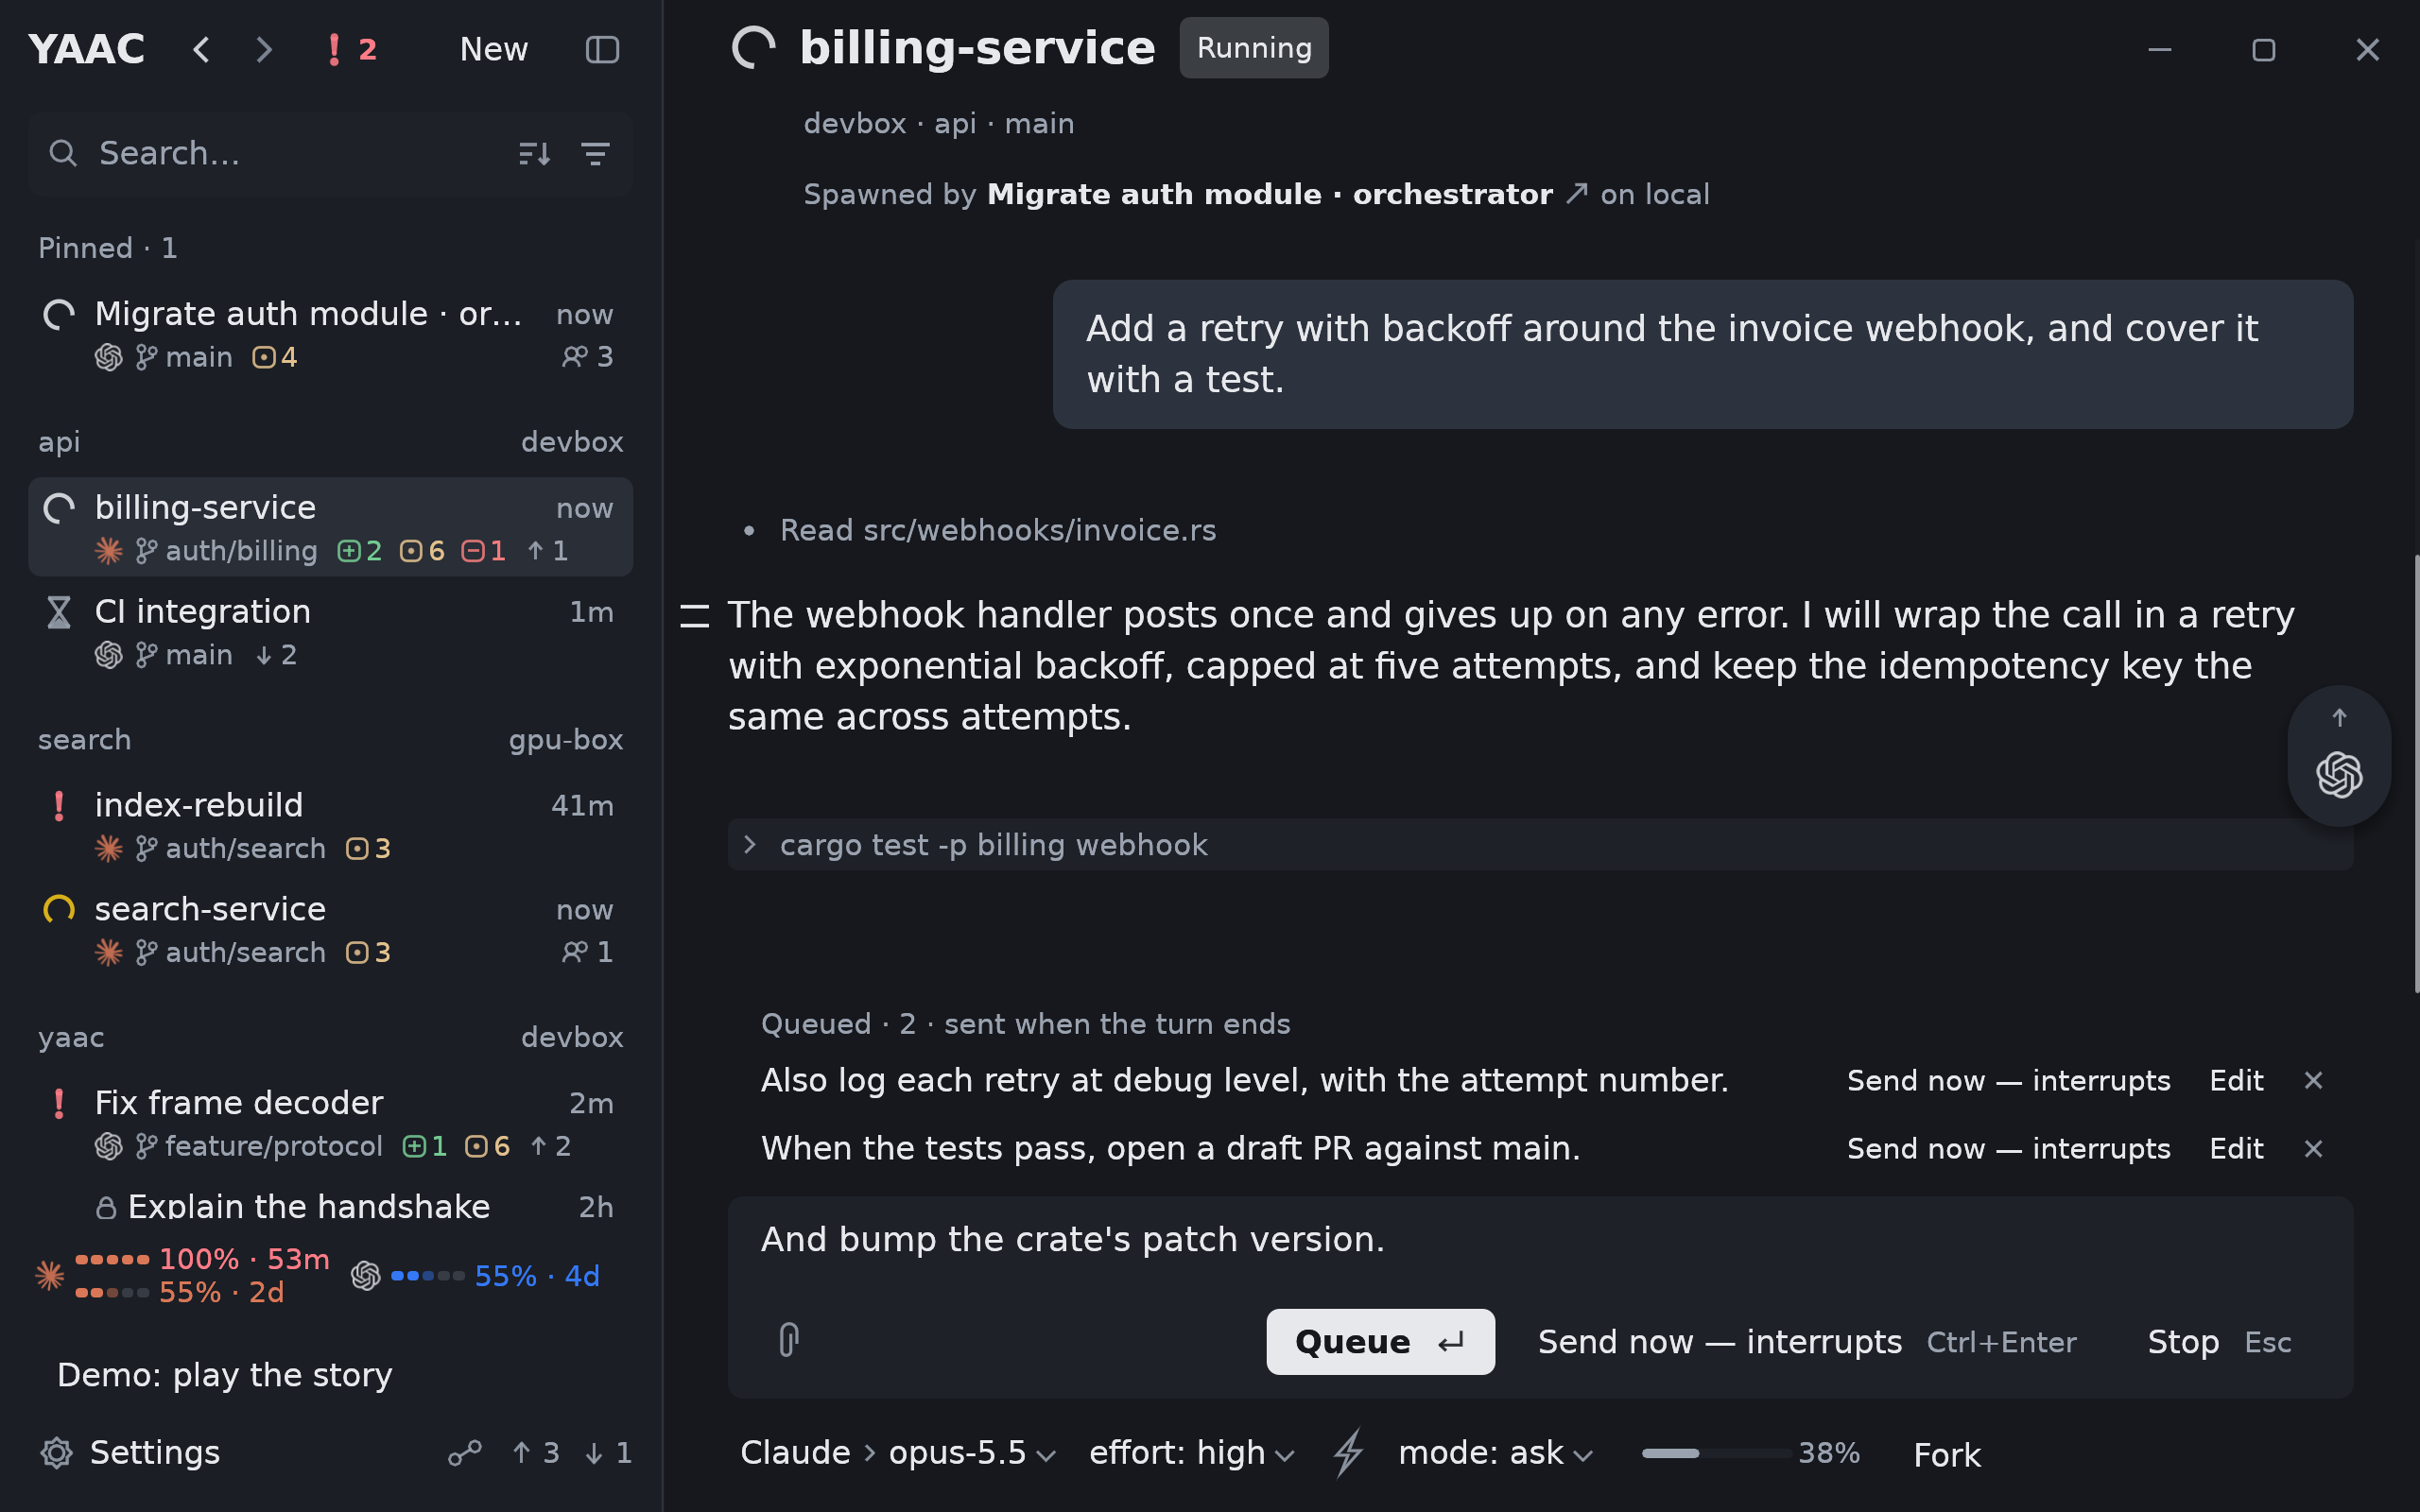 YAAC
2
New
Search...
Pinned · 1
Migrate auth module · or... now
main 4 3
api devbox
billing-service now
auth/billing 2 6 1 ↑ 1
CI integration 1m
main ↓ 2
search gpu-box
index-rebuild 41m
auth/search 3
search-service now
auth/search 3 1
yaac devbox
Fix frame decoder 2m
feature/protocol 1 6 ↑ 2
Explain the handshake 2h
100% · 53m
55% · 2d
55% · 4d
Demo: play the story
Settings ↑ 3 ↓ 1
billing-service Running
devbox · api · main
Spawned by Migrate auth module · orchestrator ↗ on local
Add a retry with backoff around the invoice webhook, and cover it
with a test.
• Read src/webhooks/invoice.rs
The webhook handler posts once and gives up on any error. I will wrap the call in a retry
with exponential backoff, capped at five attempts, and keep the idempotency key the
same across attempts.
cargo test -p billing webhook
Queued · 2 · sent when the turn ends
Also log each retry at debug level, with the attempt number. Send now — interrupts Edit ×
When the tests pass, open a draft PR against main. Send now — interrupts Edit ×
And bump the crate's patch version.
Queue ↵ Send now — interrupts Ctrl+Enter Stop Esc
Claude > opus-5.5 effort: high mode: ask 38% Fork